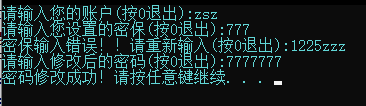 请输入您的账户(按0退出):zsz
请输入您设置的密保(按0退出):777
密保输入错误！！请重新输入(按0退出):1225zzz
请输入修改后的密码(按0退出):7777777
密码修改成功！请按任意键继续. . .